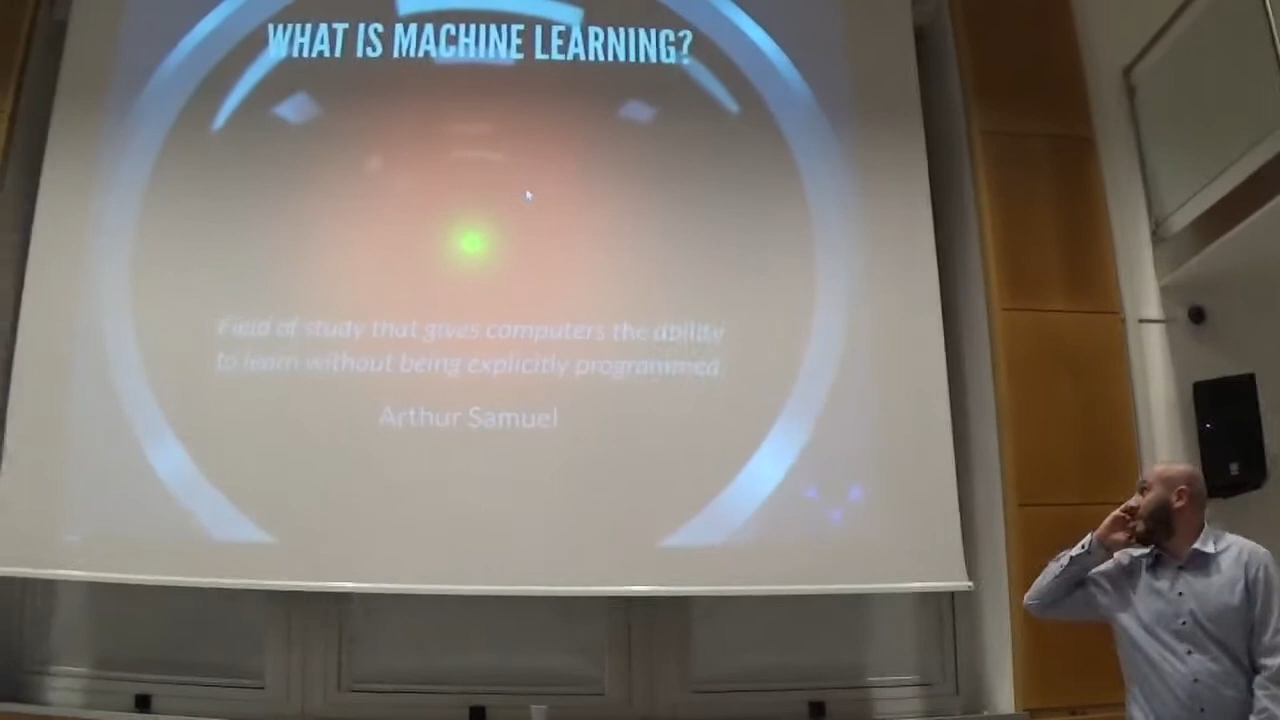 WHAT IS MACHINE LEARNING?
Field of study that gives computers the ability
to learn without being explicitly programmed
Arthur Samuel